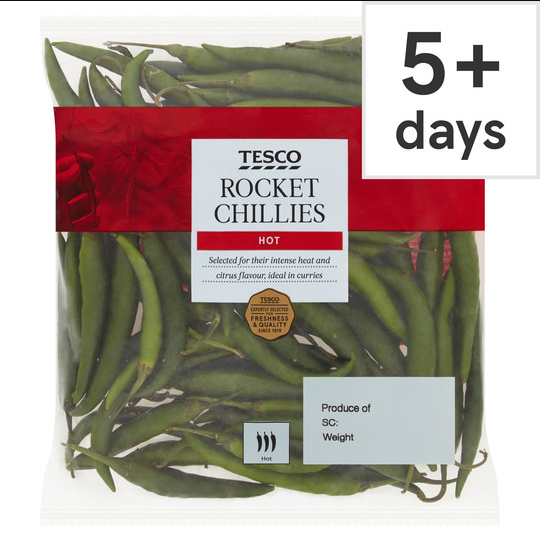 5+
days
TESCO
ROCKET
CHILLIES
HOT
Selected for their intense heat and
citrus flavour, ideal in curries
TESCO
EXPERTLY SELECTED
FOR
FRESHNESS
& QUALITY
SINCE 1919
Produce of
SC:
Weight
Hot